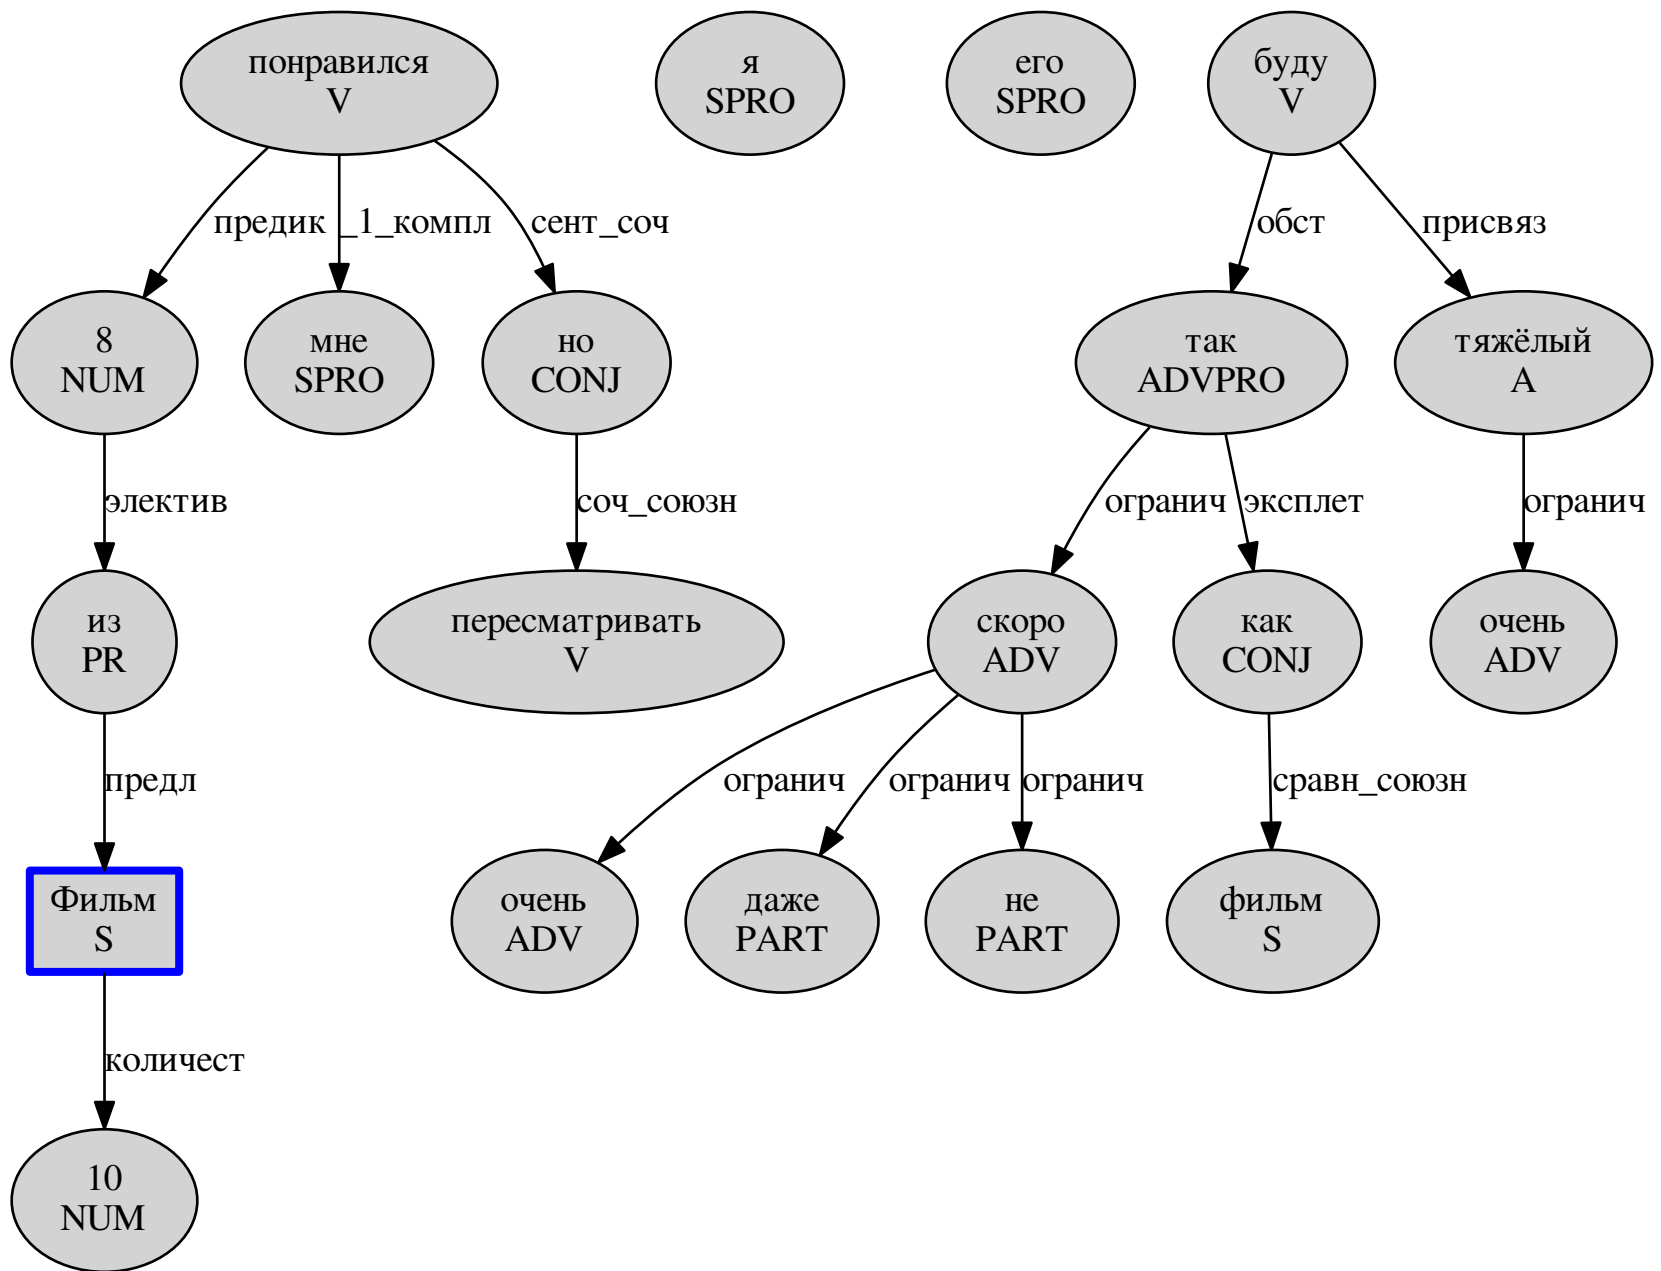 понравился
V
я
SPRO
его
SPRO
буду
V
предик
_1_компл
сент_соч
обст
присвяз
8
NUM
мне
SPRO
но
CONJ
так
ADVPRO
тяжёлый
A
электив
соч_союзн
огранич
эксплет
огранич
из
PR
пересматривать
V
скоро
ADV
как
CONJ
очень
ADV
предл
огранич
огранич
огранич
сравн_союзн
Фильм
S
очень
ADV
даже
PART
не
PART
фильм
S
количест
10
NUM